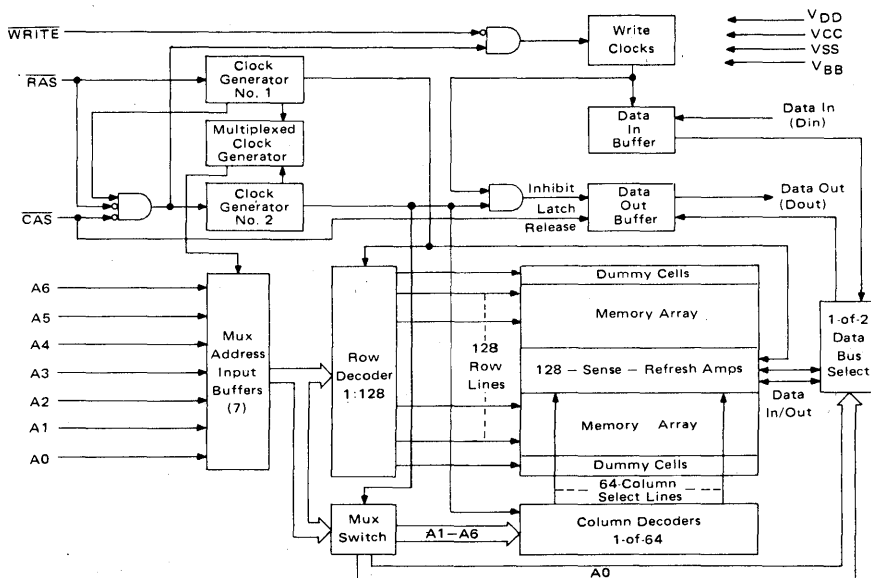 WRITE
RAS
CAS
A6
A5
A4
A3
A2
A1
A0
Clock
Generator
No. 1
Multiplexed
Clock
Generator
Clock
Generator
No. 2
Write
Clocks
VDD
VCC
VSS
VBB
Data
In
Buffer
Data In
(Din)
Inhibit
Latch
Release
Data
Out
Buffer
Data Out
(Dout)
Mux
Address
Input
Buffers
(7)
Row
Decoder
1:128
128
Row
Lines
Dummy Cells
Memory Array
128 – Sense – Refresh Amps
Memory Array
Dummy Cells
1-of-2
Data
Bus
Select
Data
In/Out
64-Column
Select Lines
Mux
Switch
A1–A6
Column Decoders
1-of-64
A0